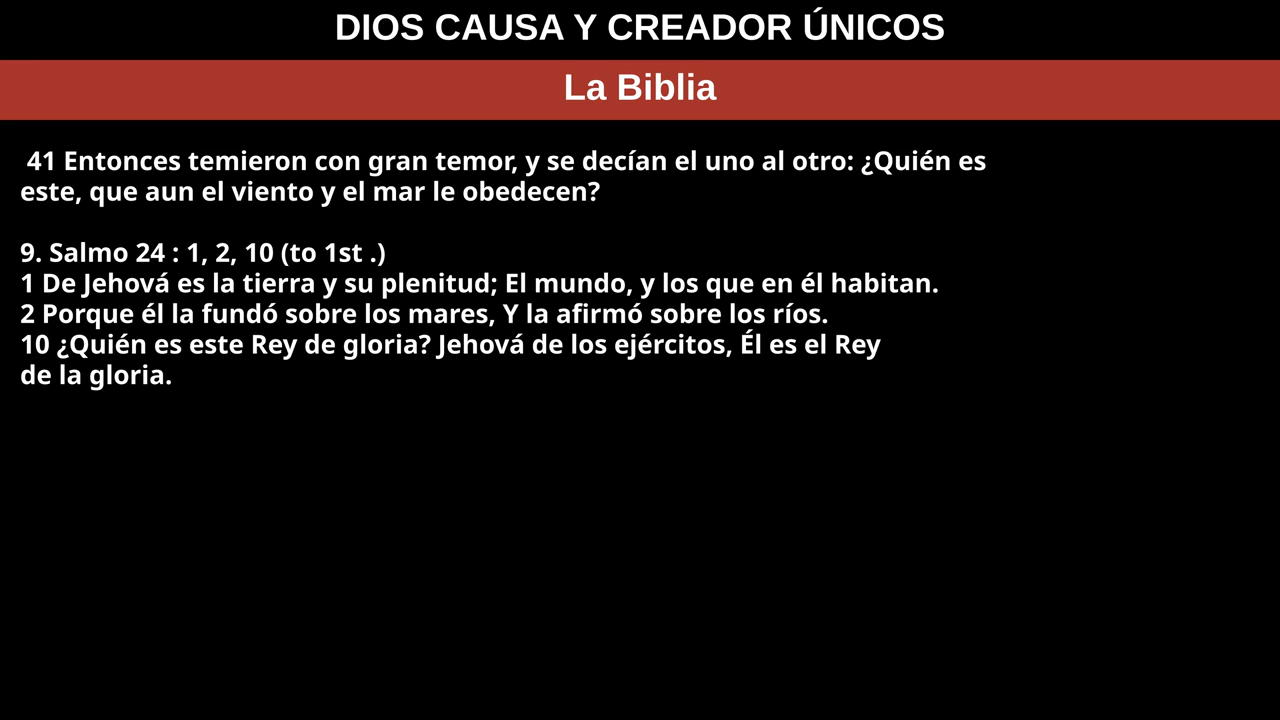 DIOS CAUSA Y CREADOR ÚNICOS
La Biblia
41 Entonces temieron con gran temor, y se decían el uno al otro: ¿Quién es
este, que aun el viento y el mar le obedecen?
9. Salmo 24 : 1, 2, 10 (to 1st .)
1 De Jehová es la tierra y su plenitud; El mundo, y los que en él habitan.
2 Porque él la fundó sobre los mares, Y la afirmó sobre los ríos.
10 ¿Quién es este Rey de gloria? Jehová de los ejércitos, Él es el Rey
de la gloria.